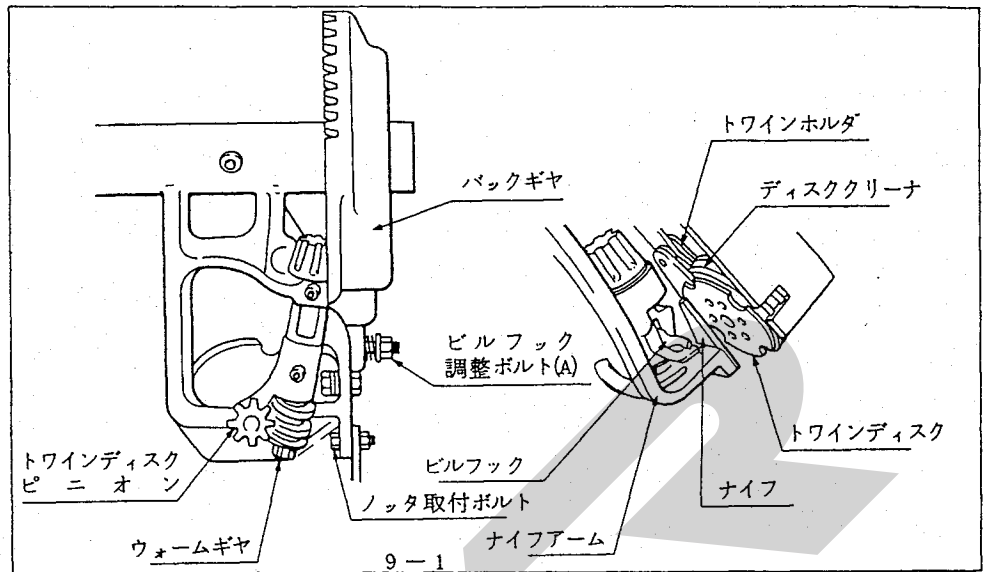 トワインホルダ
ディスククリーナ
バックギヤ
ビルフック
調整ボルト(A)
トワインディスク
ビルフック
トワインディスク
ピニオン
ナイフ
ノッタ取付ボルト
ナイフアーム
ウォームギヤ
9－1